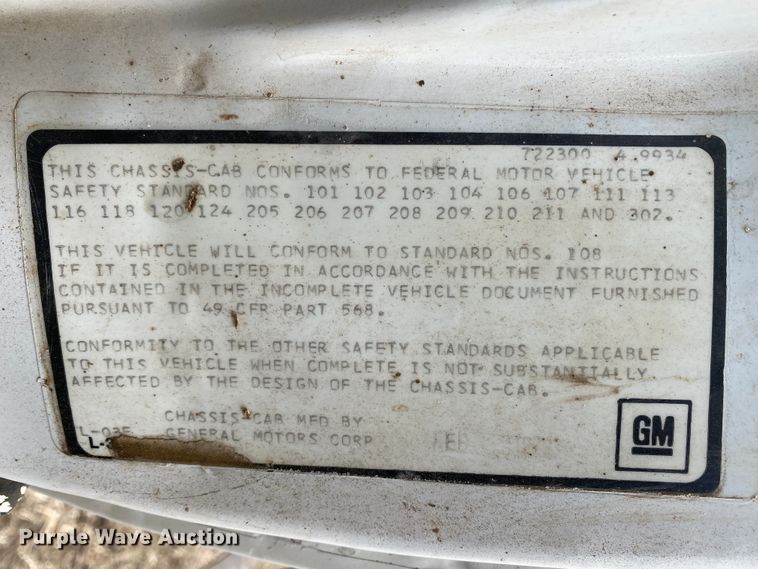 722300 4.9934
THIS CHASSIS-CAB CONFORMS TO FEDERAL MOTOR VEHICLE
SAFETY STANDARD NOS. 101 102 103 104 106 107 111 113
116 118 120 124 205 206 207 208 209 210 211 AND 302.
THIS VEHICLE WILL CONFORM TO STANDARD NOS. 108
IF IT IS COMPLETED IN ACCORDANCE WITH THE INSTRUCTIONS
CONTAINED IN THE INCOMPLETE VEHICLE DOCUMENT FURNISHED
PURSUANT TO 49 CFR PART 568.
CONFORMITY TO THE OTHER SAFETY STANDARDS APPLICABLE
TO THIS VEHICLE WHEN COMPLETE IS NOT SUBSTANTIALLY
AFFECTED BY THE DESIGN OF THE CHASSIS-CAB.
CHASSIS-CAB MFD BY
GENERAL MOTORS CORP
GM
Purple Wave Auction